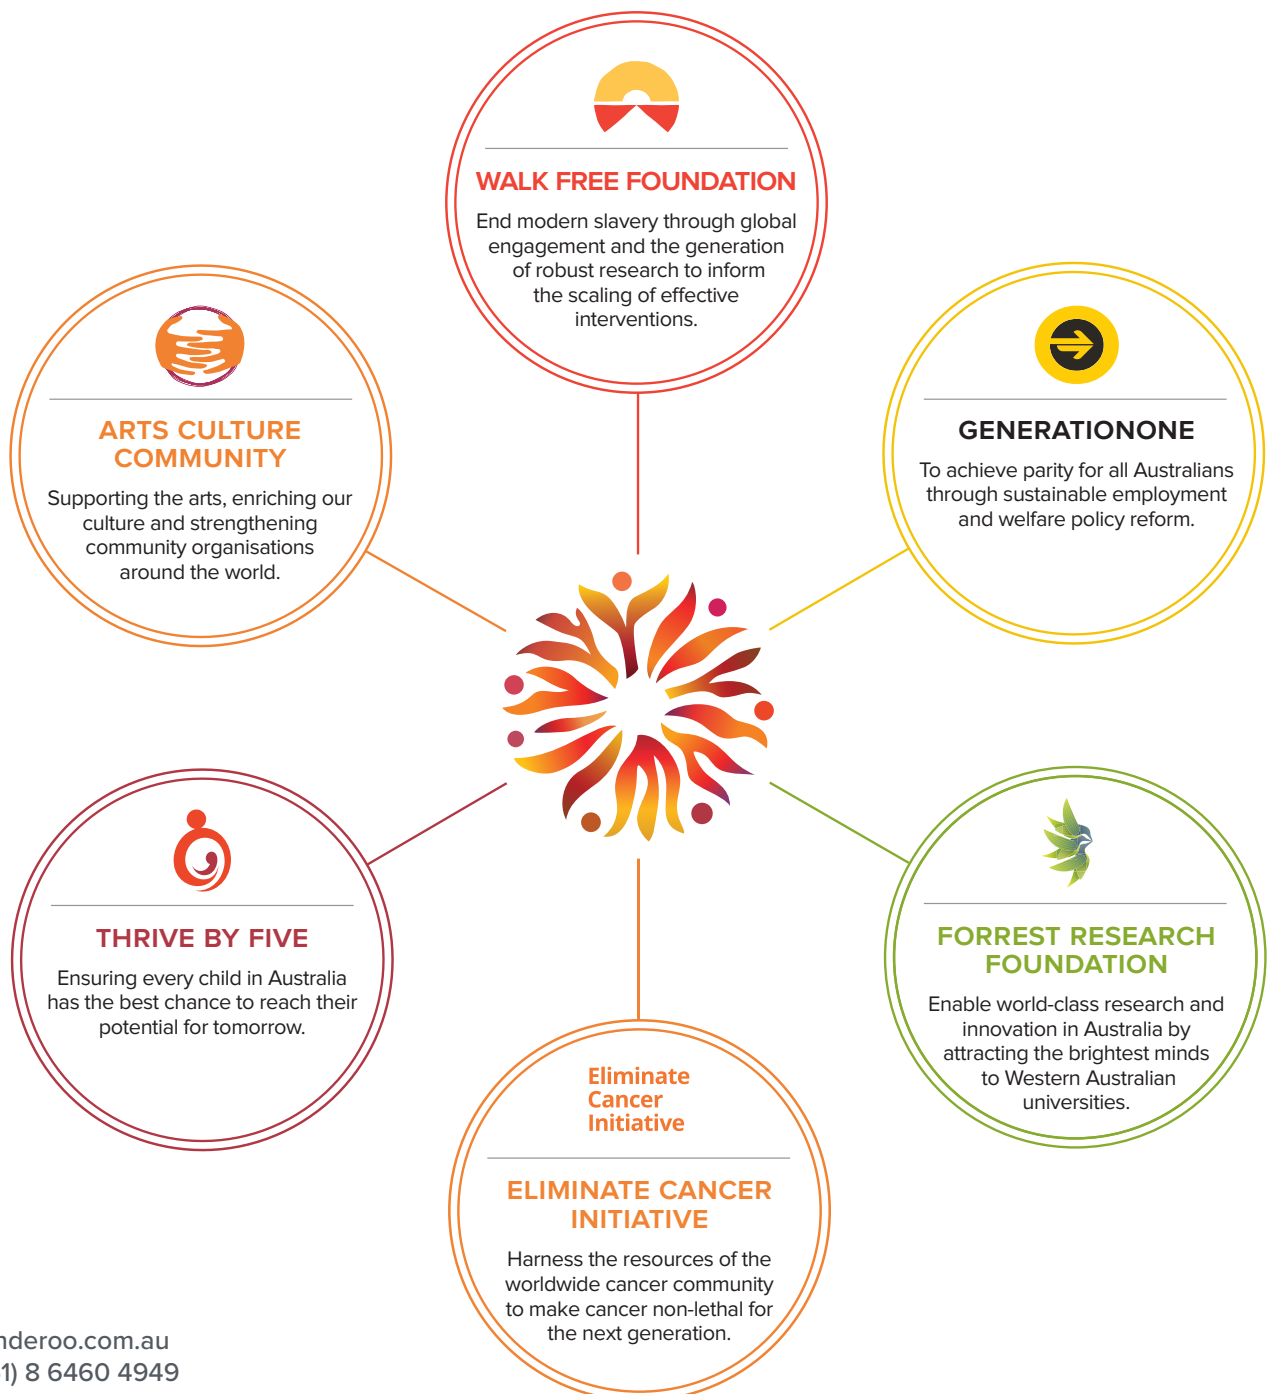 WALK FREE FOUNDATION
End modern slavery through global
engagement and the generation
of robust research to inform
the scaling of effective
interventions.
ARTS CULTURE
COMMUNITY
Supporting the arts, enriching our
culture and strengthening
community organisations
around the world.
GENERATIONONE
To achieve parity for all Australians
through sustainable employment
and welfare policy reform.
THRIVE BY FIVE
Ensuring every child in Australia
has the best chance to reach their
potential for tomorrow.
FORREST RESEARCH
FOUNDATION
Enable world-class research and
innovation in Australia by
attracting the brightest minds
to Western Australian
universities.
Eliminate
Cancer
Initiative
ELIMINATE CANCER
INITIATIVE
Harness the resources of the
worldwide cancer community
to make cancer non-lethal for
the next generation.
nderoo.com.au
1) 8 6460 4949